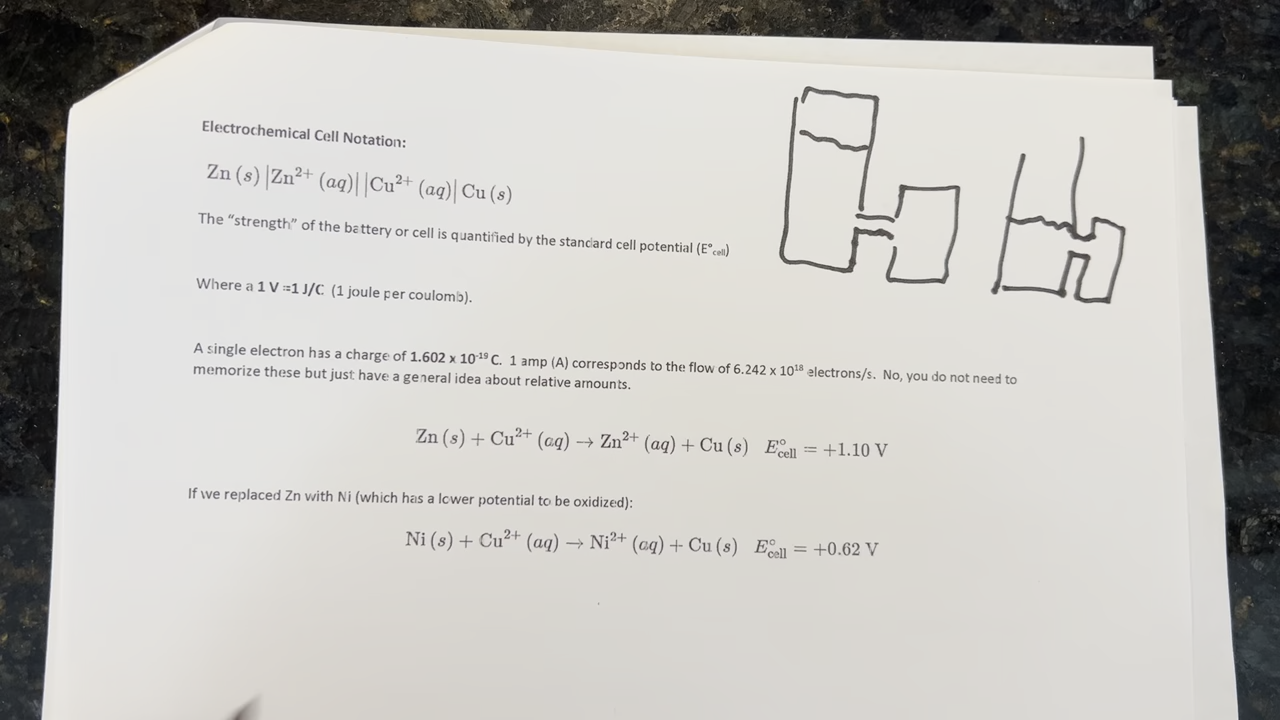 Electrochemical Cell Notation:
Zn (s) |Zn²⁺ (aq)| |Cu²⁺ (aq)| Cu (s)
The “strength” of the battery or cell is quantified by the standard cell potential (E°cell)
Where a 1 V =1 J/C (1 joule per coulomb).
A single electron has a charge of 1.602 x 10⁻¹⁹ C. 1 amp (A) corresponds to the flow of 6.242 x 10¹⁸ electrons/s. No, you do not need to
memorize these but just have a general idea about relative amounts.
Zn (s) + Cu²⁺ (aq) → Zn²⁺ (aq) + Cu (s) E°cell = +1.10 V
If we replaced Zn with Ni (which has a lower potential to be oxidized):
Ni (s) + Cu²⁺ (aq) → Ni²⁺ (aq) + Cu (s) E°cell = +0.62 V